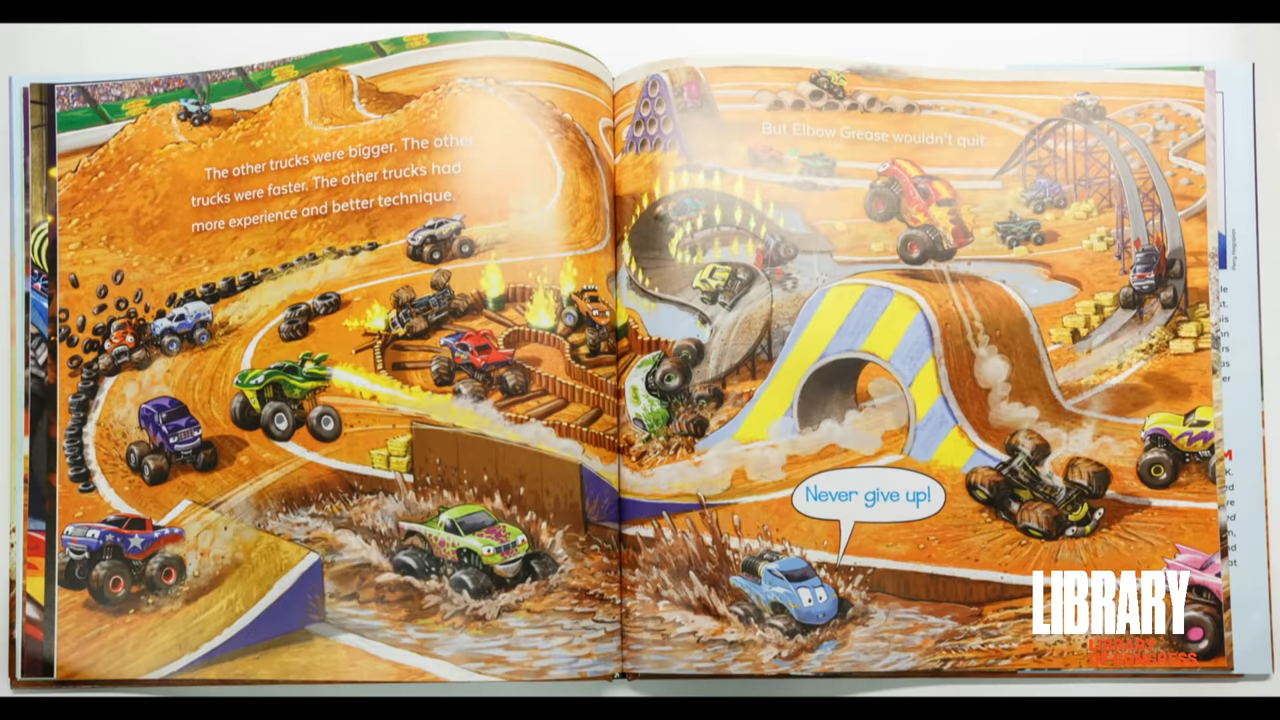 The other trucks were bigger. The other
trucks were faster. The other trucks had
more experience and better technique.
But Elbow Grease wouldn't quit
Never give up!
LIBRARY
LIBRARY
OF CONGRESS